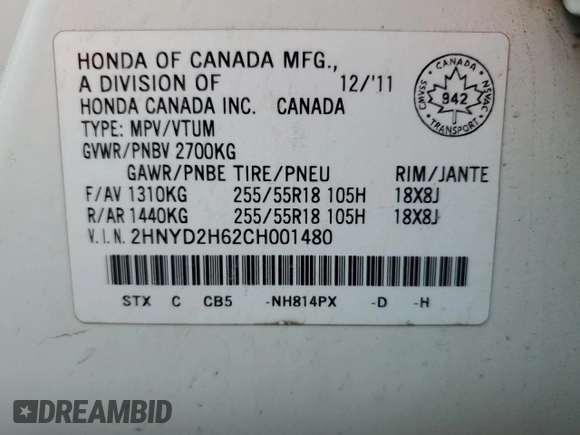 HONDA OF CANADA MFG.,
A DIVISION OF 12/'11
HONDA CANADA INC. CANADA
TYPE: MPV/VTUM
GVWR/PNBV 2700KG
GAWR/PNBE TIRE/PNEU RIM/JANTE
F/AV 1310KG 255/55R18 105H 18X8J
R/AR 1440KG 255/55R18 105H 18X8J
V.I.N. 2HNYD2H62CH001480
STX C CB5 -NH814PX -D -H
CANADA
CMVSS 942 NSVAC
TRANSPORT
DREAMBID